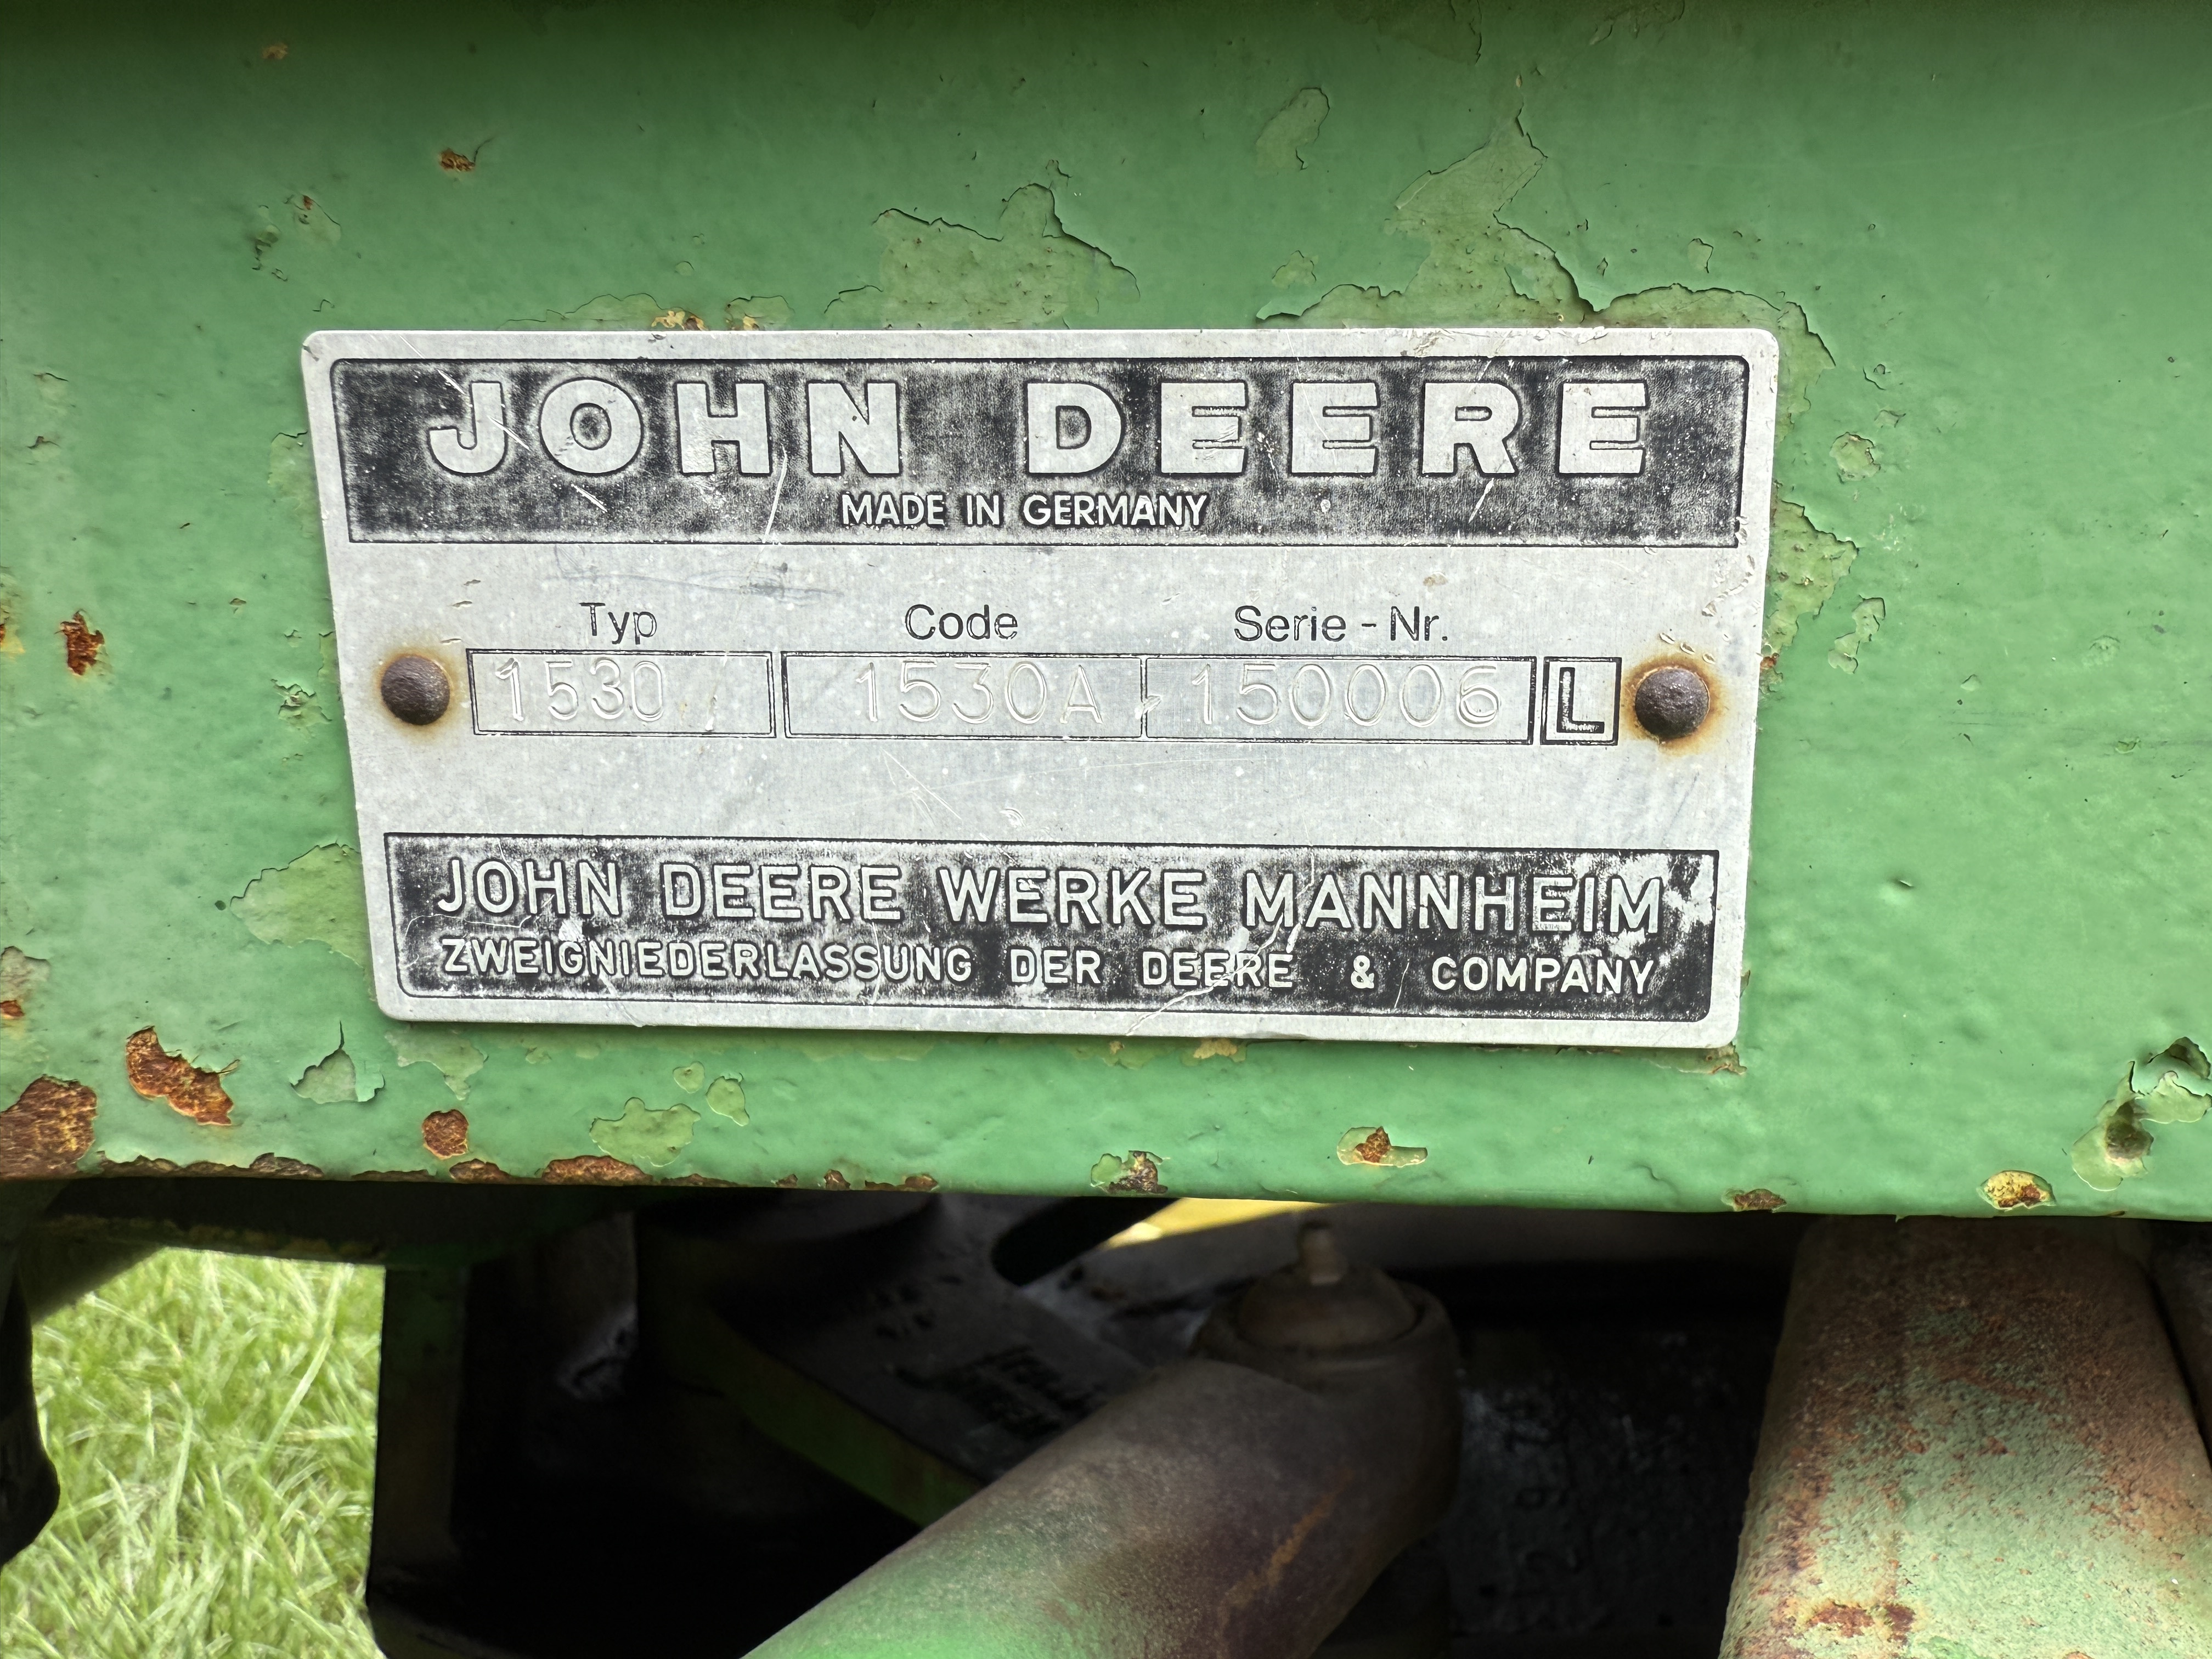 JOHN DEERE
MADE IN GERMANY
Typ Code Serie - Nr.
1530 1530A 150006 L
JOHN DEERE WERKE MANNHEIM
ZWEIGNIEDERLASSUNG DER DEERE & COMPANY